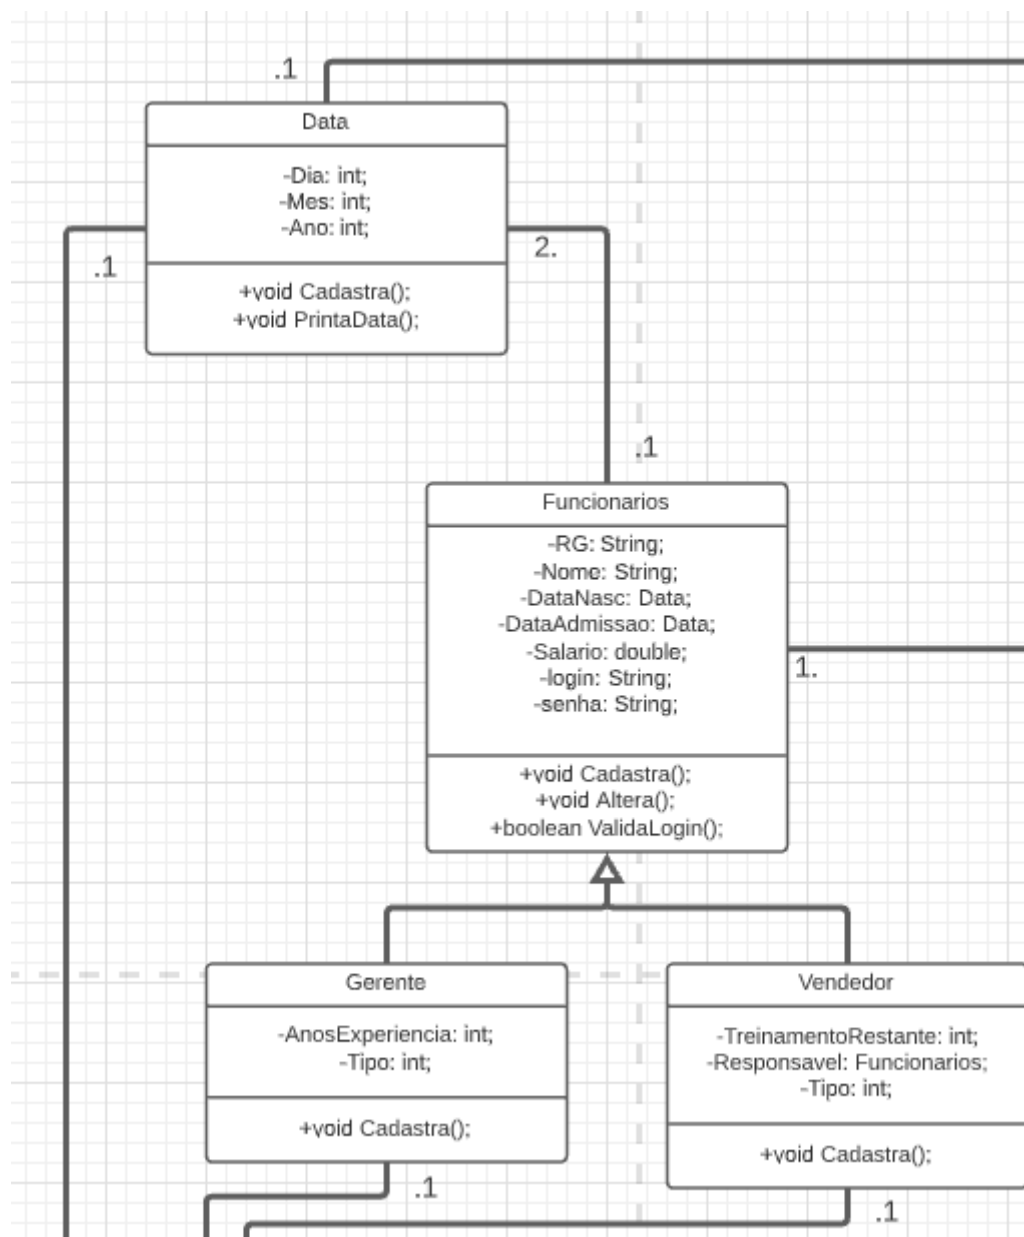 .1
Data
-Dia: int;
-Mes: int;
-Ano: int;
.1
2.
+void Cadastra();
+void PrintaData();
.1
Funcionarios
-RG: String;
-Nome: String;
-DataNasc: Data;
-DataAdmissao: Data;
-Salario: double;
-login: String;
-senha: String;
1.
+void Cadastra();
+void Altera();
+boolean ValidaLogin();
Gerente
-AnosExperiencia: int;
-Tipo: int;
+void Cadastra();
.1
Vendedor
-TreinamentoRestante: int;
-Responsavel: Funcionarios;
-Tipo: int;
+void Cadastra();
.1